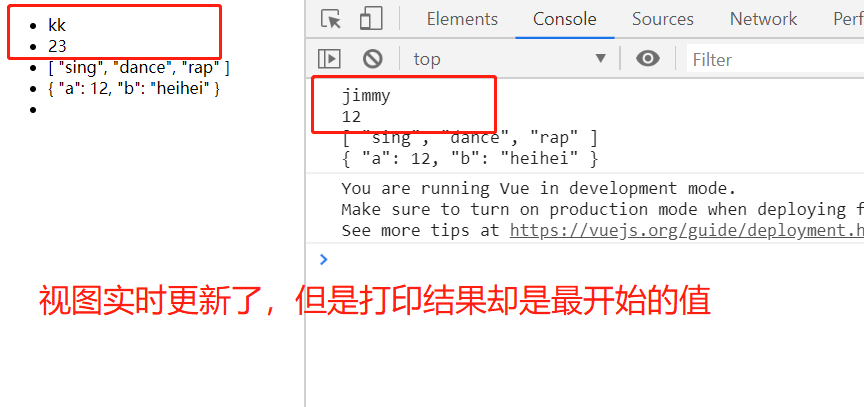 kk
23
[ "sing", "dance", "rap" ]
{ "a": 12, "b": "heihei" }
Elements Console Sources Network Perf
top Filter
jimmy
12
[ "sing", "dance", "rap" ]
{ "a": 12, "b": "heihei" }
You are running Vue in development mode.
Make sure to turn on production mode when deploying f
See more tips at https://vuejs.org/guide/deployment.h
视图实时更新了，但是打印结果却是最开始的值